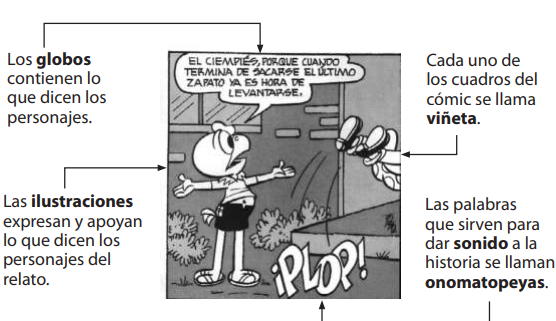 Los globos
contienen lo
que dicen los
personajes.
EL CIEMPIÉS, PORQUE CUANDO
TERMINA DE SACARSE EL ÚLTIMO
ZAPATO YA ES HORA DE
LEVANTARSE.
Cada uno de
los cuadros del
cómic se llama
viñeta.
Las ilustraciones
expresan y apoyan
lo que dicen los
personajes del
relato.
Las palabras
que sirven para
dar sonido a la
historia se llaman
onomatopeyas.
¡PLOP!